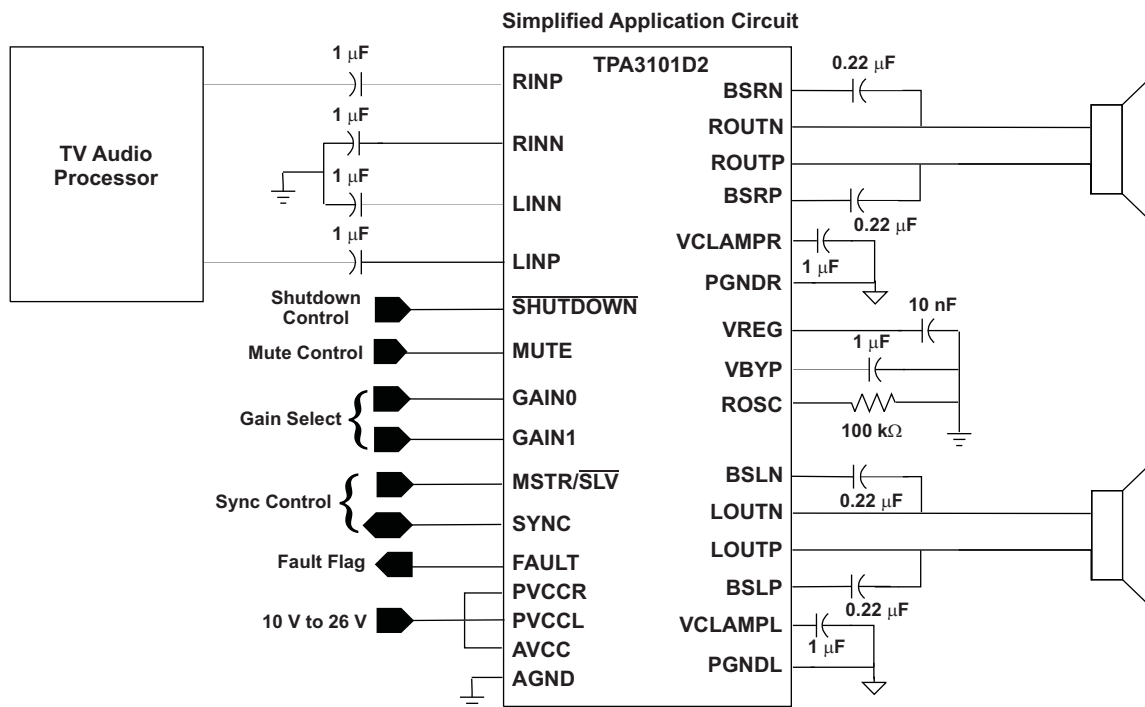 Simplified Application Circuit
TV Audio
Processor
1 μF
1 μF
1 μF
1 μF
Shutdown
Control
Mute Control
Gain Select
Sync Control
Fault Flag
10 V to 26 V
TPA3101D2
RINP
RINN
LINN
LINP
SHUTDOWN
MUTE
GAIN0
GAIN1
MSTR/SLV
SYNC
FAULT
PVCCR
PVCCL
AVCC
AGND
BSRN
ROUTN
ROUTP
BSRP
VCLAMPR
PGNDR
VREG
VBYP
ROSC
BSLN
LOUTN
LOUTP
BSLP
VCLAMPL
PGNDL
0.22 μF
0.22 μF
1 μF
10 nF
1 μF
100 kΩ
0.22 μF
0.22 μF
1 μF